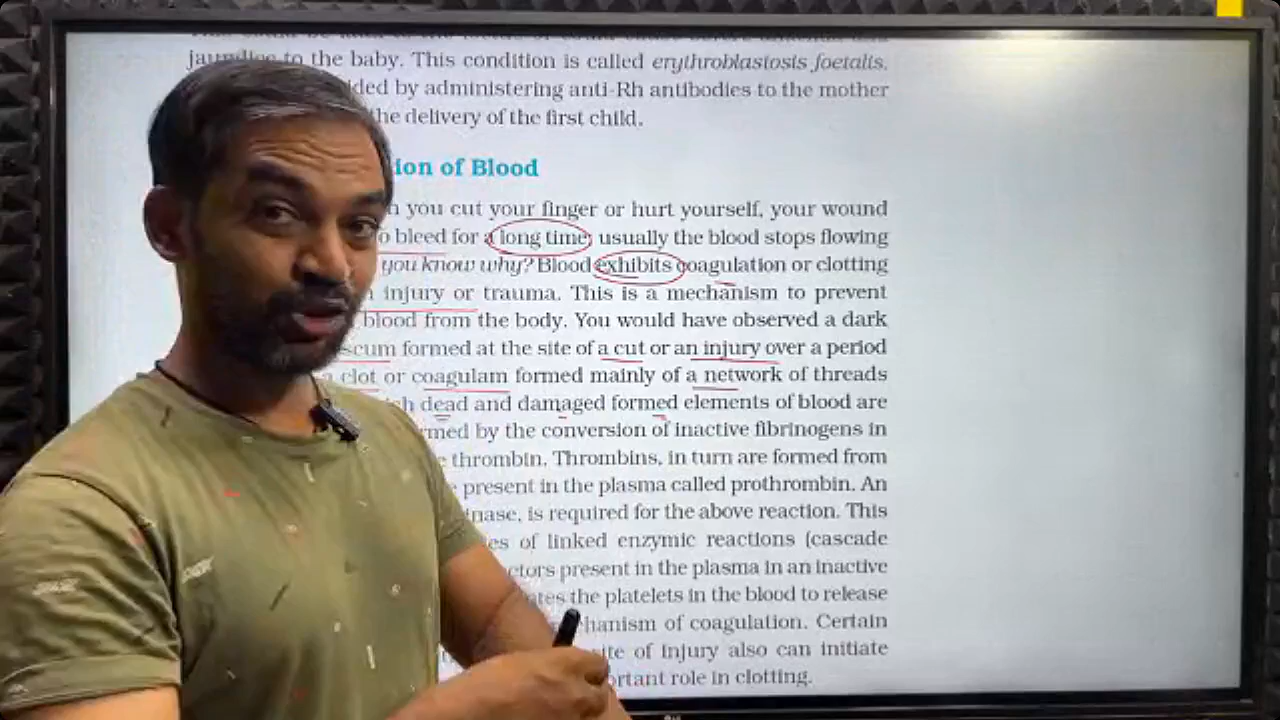 jaundice to the baby. This condition is called erythroblastosis foetalis.
ded by administering anti-Rh antibodies to the mother
the delivery of the first child.
ion of Blood
n you cut your finger or hurt yourself, your wound
o bleed for a long time; usually the blood stops flowing
you know why? Blood exhibits coagulation or clotting
injury or trauma. This is a mechanism to prevent
blood from the body. You would have observed a dark
scum formed at the site of a cut or an injury over a period
clot or coagulam formed mainly of a network of threads
ch dead and damaged formed elements of blood are
rmed by the conversion of inactive fibrinogens in
e thrombin. Thrombins, in turn are formed from
present in the plasma called prothrombin. An
inase, is required for the above reaction. This
es of linked enzymic reactions (cascade
ctors present in the plasma in an inactive
ates the platelets in the blood to release
hanism of coagulation. Certain
ite of injury also can initiate
ortant role in clotting.